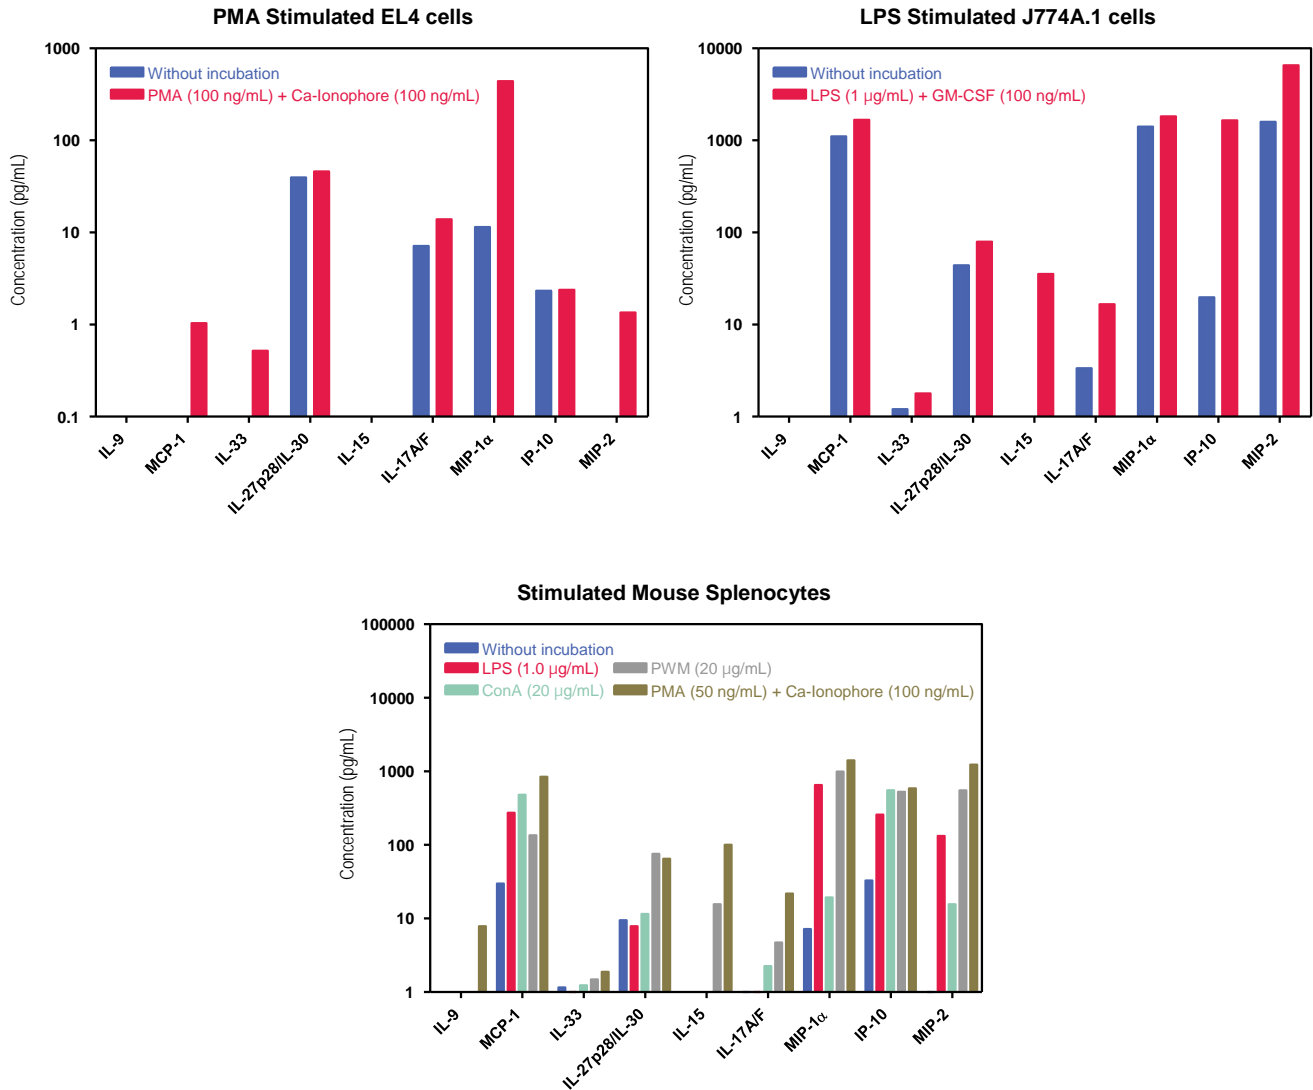 PMA Stimulated EL4 cells
Concentration (pg/mL)
1000
100
10
1
0.1
Without incubation
PMA (100 ng/mL) + Ca-Ionophore (100 ng/mL)
IL-9
MCP-1
IL-33
IL-27p28/IL-30
IL-15
IL-17A/F
MIP-1α
IP-10
MIP-2
LPS Stimulated J774A.1 cells
Concentration (pg/mL)
10000
1000
100
10
1
Without incubation
LPS (1 µg/mL) + GM-CSF (100 ng/mL)
IL-9
MCP-1
IL-33
IL-27p28/IL-30
IL-15
IL-17A/F
MIP-1α
IP-10
MIP-2
Stimulated Mouse Splenocytes
Concentration (pg/mL)
100000
10000
1000
100
10
1
Without incubation
LPS (1.0 µg/mL) PWM (20 µg/mL)
ConA (20 µg/mL) PMA (50 ng/mL) + Ca-Ionophore (100 ng/mL)
IL-9
MCP-1
IL-33
IL-27p28/IL-30
IL-15
IL-17A/F
MIP-1α
IP-10
MIP-2